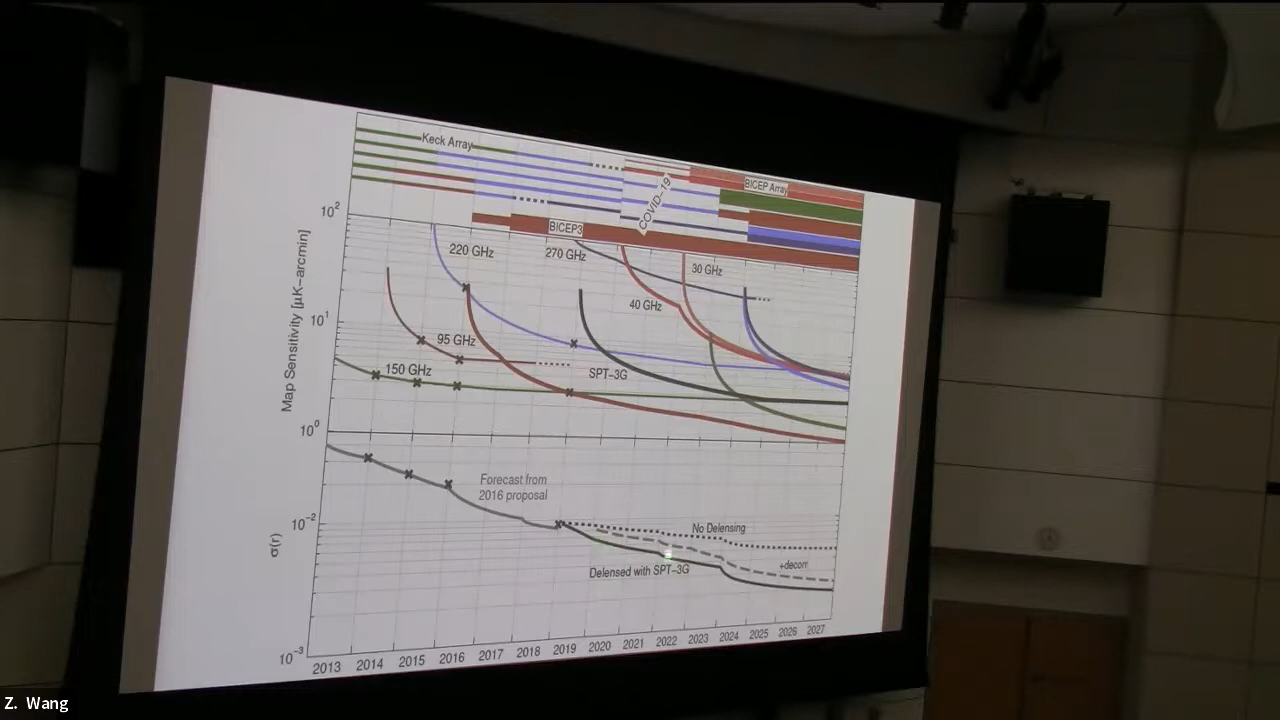 Keck Array
BICEP Array
COVID-19
BICEP3
10²
220 GHz
270 GHz
30 GHz
40 GHz
10¹
95 GHz
SPT-3G
150 GHz
10⁰
Map Sensitivity [μK-arcmin]
Forecast from
2016 proposal
10⁻²
No Delensing
+decorr
Delensed with SPT-3G
σ(r)
10⁻³
2013 2014 2015 2016 2017 2018 2019 2020 2021 2022 2023 2024 2025 2026 2027
Z. Wang